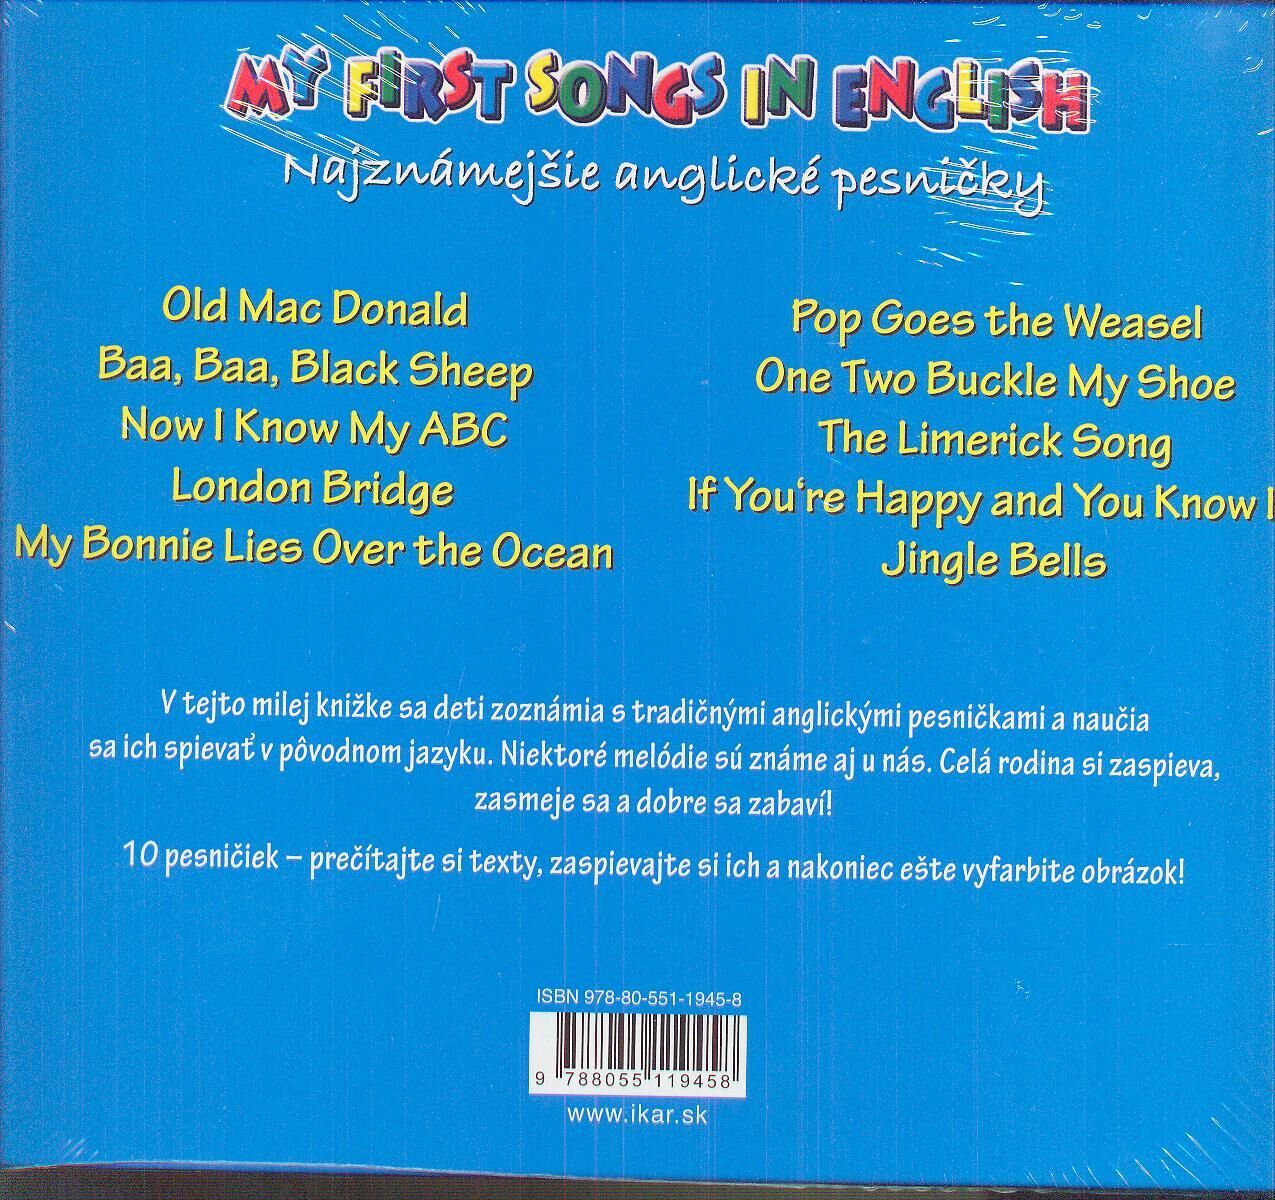 MY FIRST SONGS IN ENGLISH
Najznámejšie anglické pesničky
Old Mac Donald
Baa, Baa, Black Sheep
Now I Know My ABC
London Bridge
My Bonnie Lies Over the Ocean
Pop Goes the Weasel
One Two Buckle My Shoe
The Limerick Song
If You're Happy and You Know I
Jingle Bells
V tejto milej knižke sa deti zoznámia s tradičnými anglickými pesničkami a naučia
sa ich spievať v pôvodnom jazyku. Niektoré melódie sú známe aj u nás. Celá rodina si zaspieva,
zasmeje sa a dobre sa zabaví!
10 pesničiek – prečítajte si texty, zaspievajte si ich a nakoniec ešte vyfarbite obrázok!
ISBN 978-80-551-1945-8
9 788055 119458
www.ikar.sk